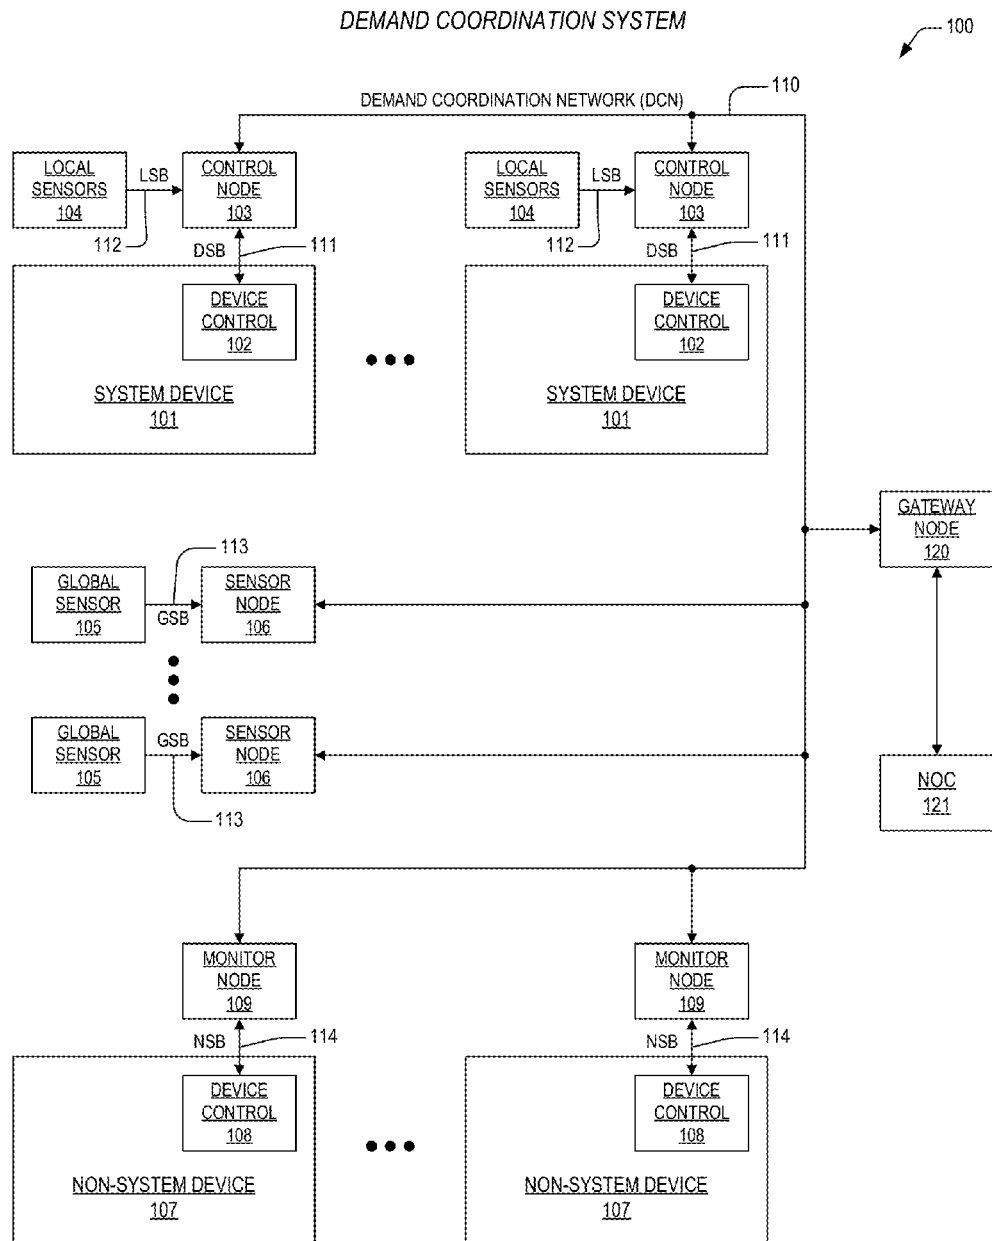 DEMAND COORDINATION SYSTEM
100
110
DEMAND COORDINATION NETWORK (DCN)
LOCAL
SENSORS
104
LSB
112
CONTROL
NODE
103
DSB
111
DEVICE
CONTROL
102
SYSTEM DEVICE
101
LOCAL
SENSORS
104
LSB
112
CONTROL
NODE
103
DSB
111
DEVICE
CONTROL
102
SYSTEM DEVICE
101
GATEWAY
NODE
120
113
GLOBAL
SENSOR
105
GSB
SENSOR
NODE
106
GLOBAL
SENSOR
105
GSB
SENSOR
NODE
106
113
NOC
121
MONITOR
NODE
109
NSB
114
DEVICE
CONTROL
108
NON-SYSTEM DEVICE
107
MONITOR
NODE
109
NSB
114
DEVICE
CONTROL
108
NON-SYSTEM DEVICE
107